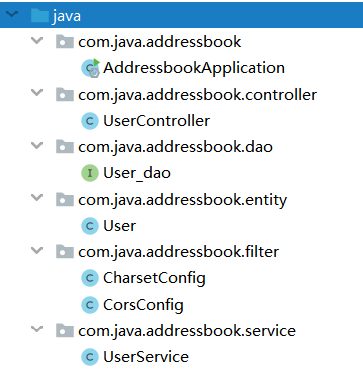 java
com.java.addressbook
AddressbookApplication
com.java.addressbook.controller
UserController
com.java.addressbook.dao
User_dao
com.java.addressbook.entity
User
com.java.addressbook.filter
CharsetConfig
CorsConfig
com.java.addressbook.service
UserService